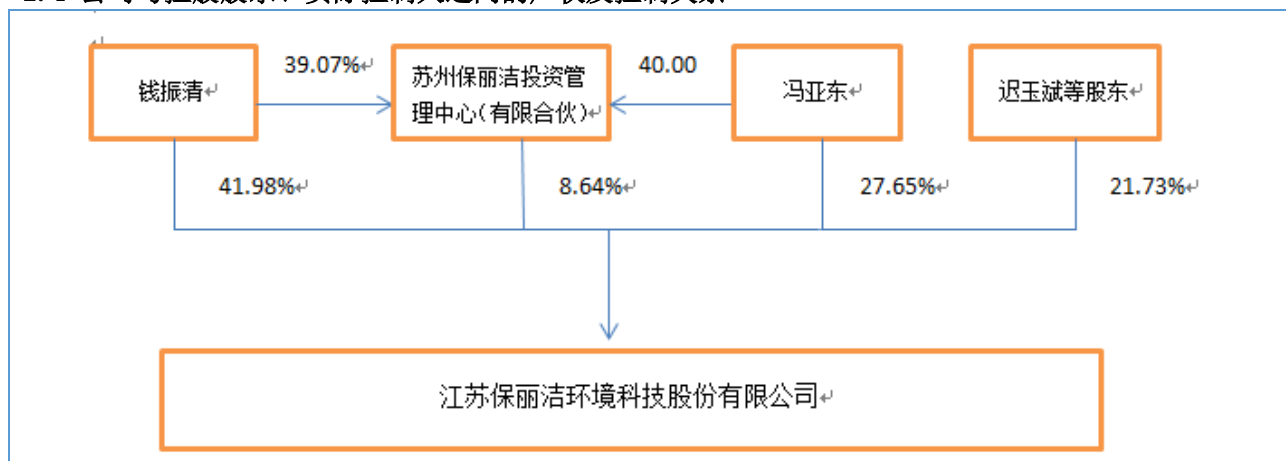 钱振清
39.07%
苏州保丽洁投资管
理中心(有限合伙)
40.00
冯亚东
迟玉斌等股东
41.98%
8.64%
27.65%
21.73%
江苏保丽洁环境科技股份有限公司